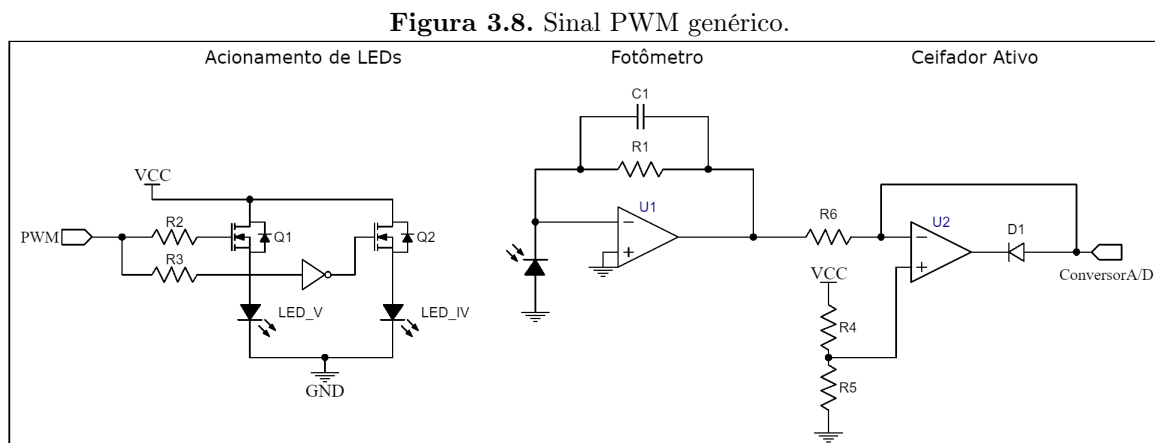 Figura 3.8. Sinal PWM genérico.
Acionamento de LEDs
Fotômetro
Ceifador Ativo
C1
R1
VCC
PWM
R2
R3
Q1
Q2
LED_V
LED_IV
GND
U1
R6
U2
D1
ConversorA/D
VCC
R4
R5